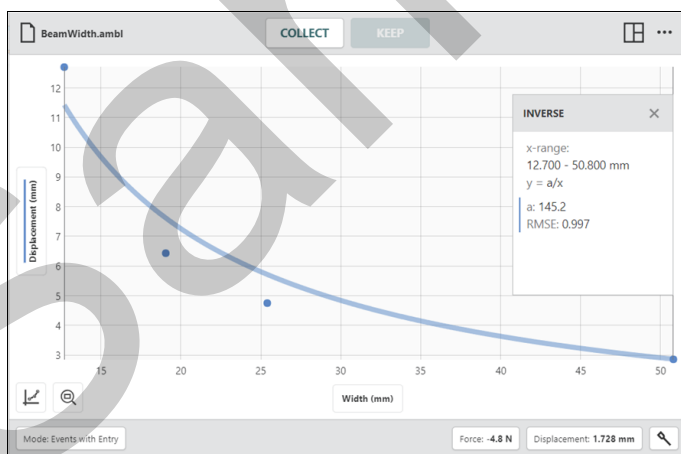 BeamWidth.ambl
COLLECT
KEEP
12
11
10
9
8
7
6
5
4
3
Displacement (mm)
INVERSE
x-range:
12.700 - 50.800 mm
y = a/x
a: 145.2
RMSE: 0.997
15 20 25 30 35 40 45 50
Width (mm)
Mode: Events with Entry
Force: -4.8 N
Displacement: 1.728 mm